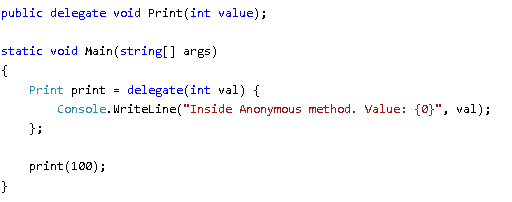 public delegate void Print(int value);
static void Main(string[] args)
{
Print print = delegate(int val) {
Console.WriteLine("Inside Anonymous method. Value: {0}", val);
};
print(100);
}